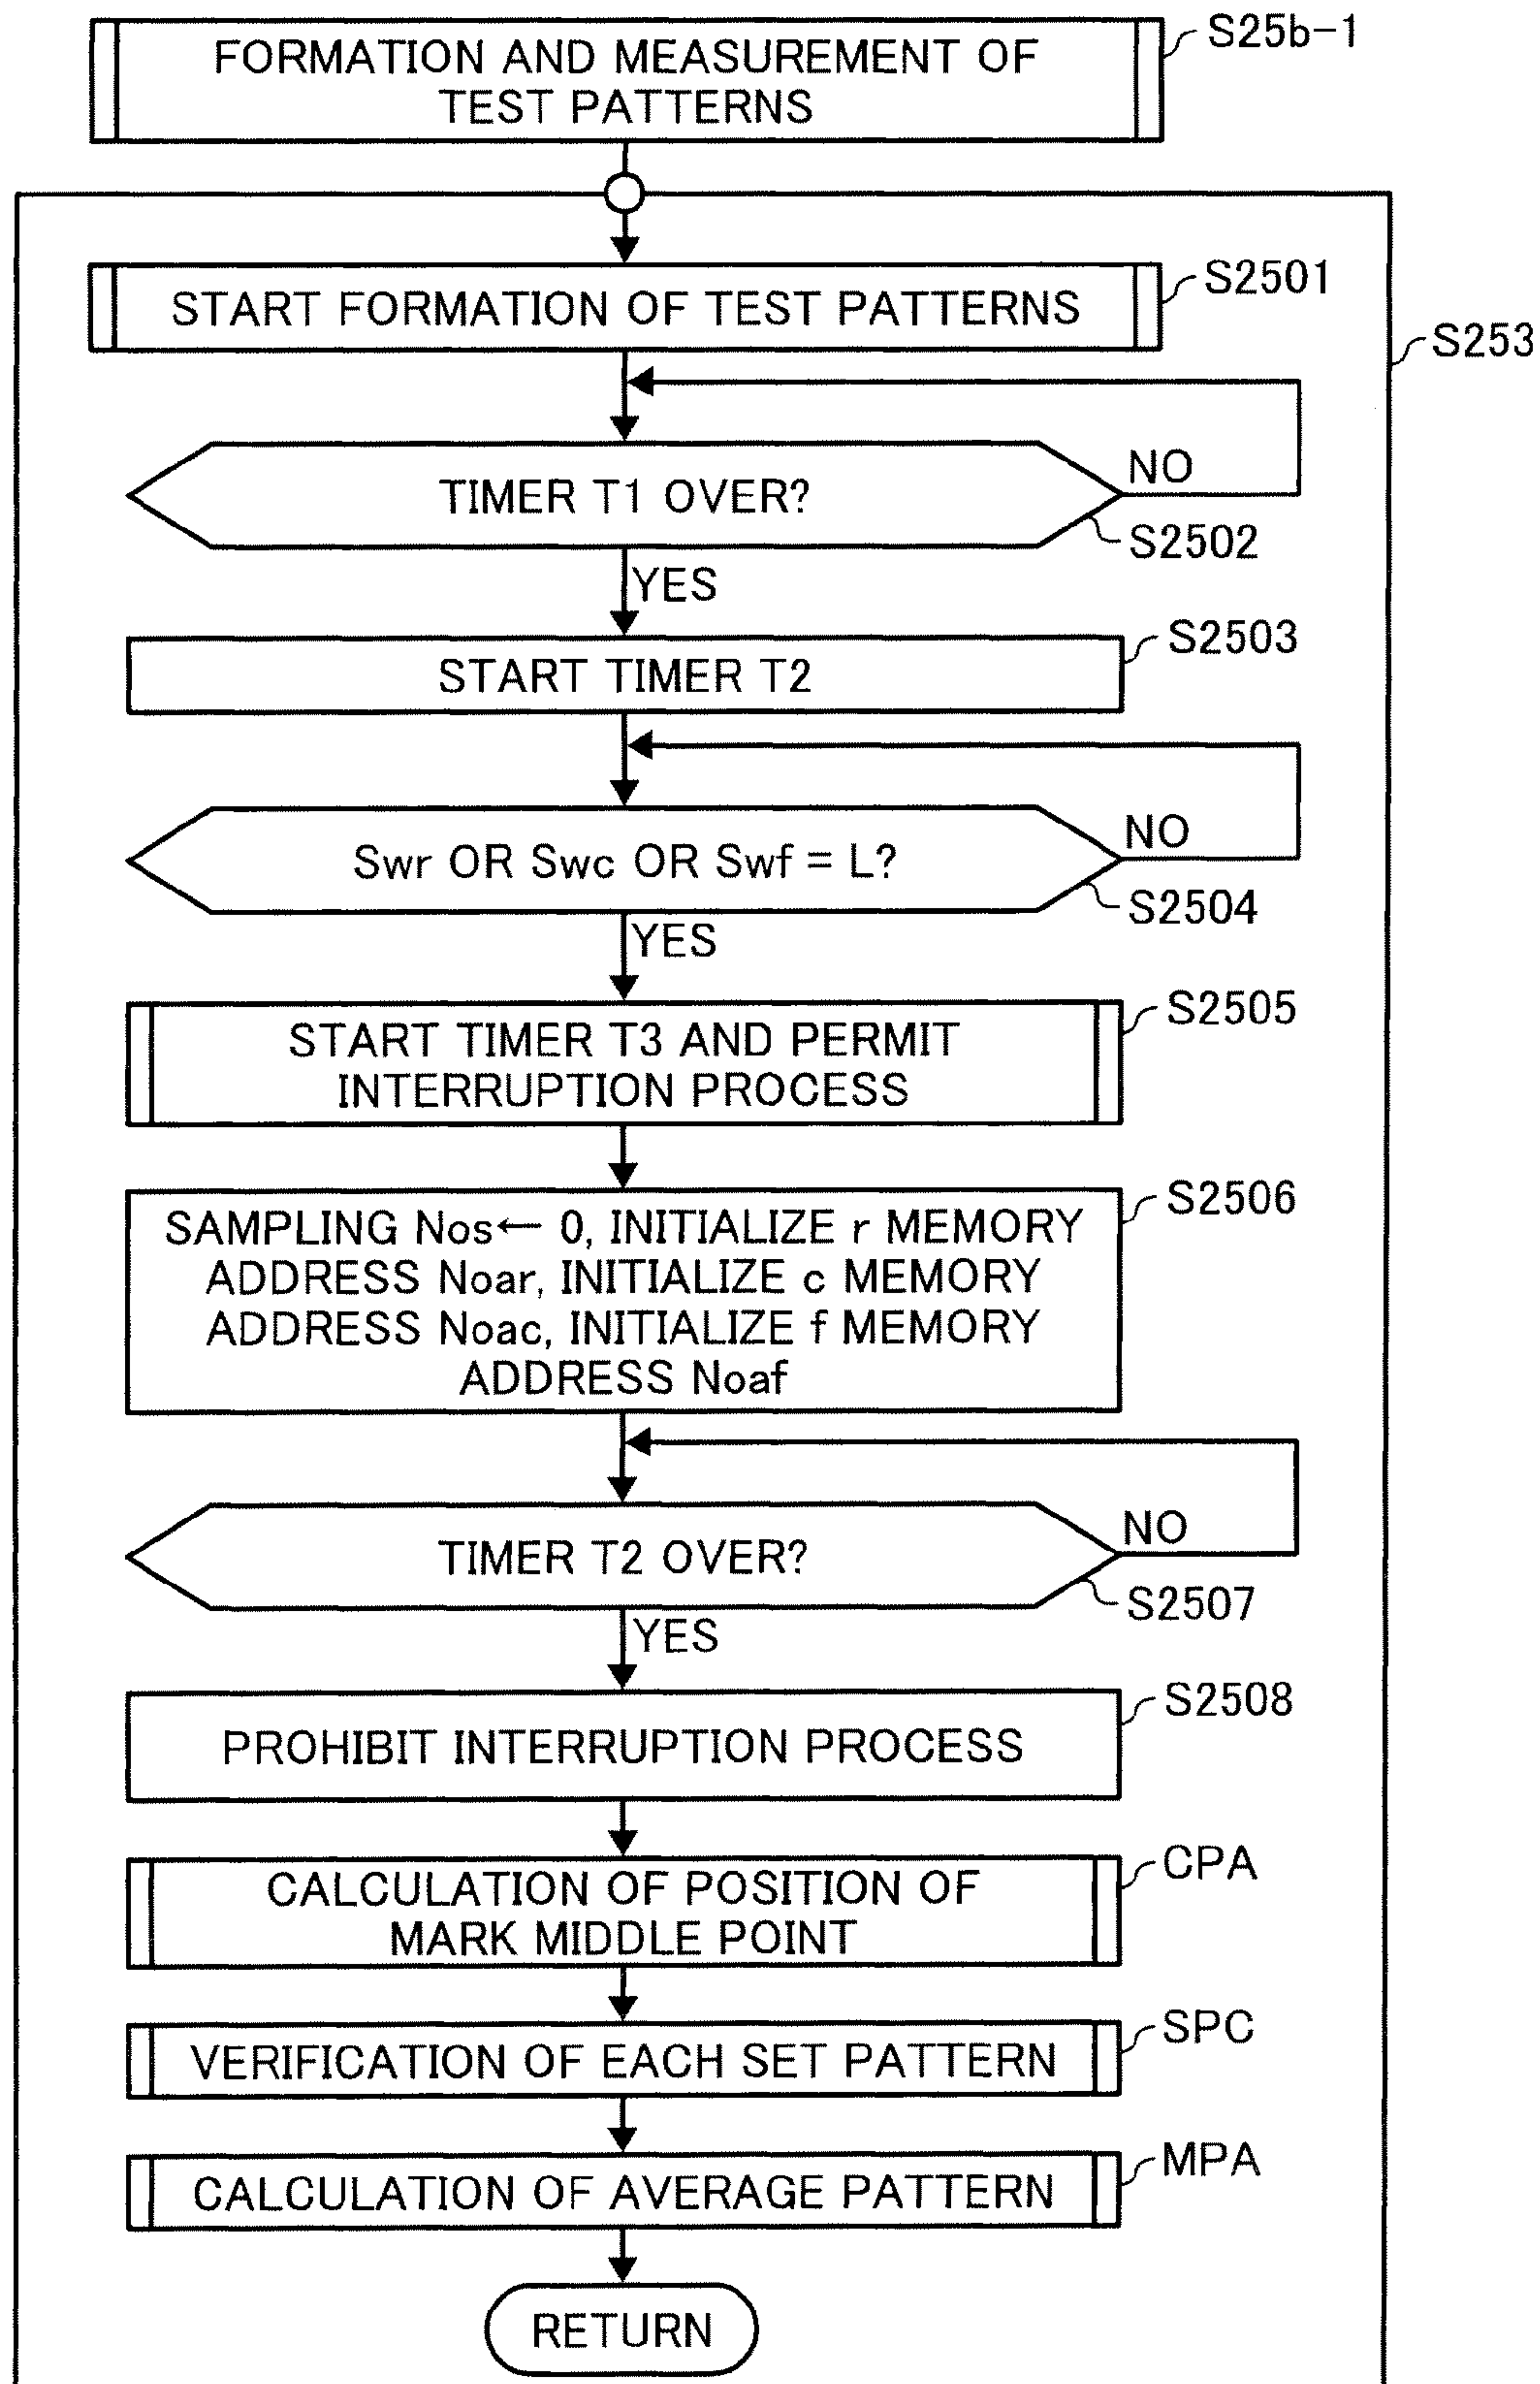 S25b-1
FORMATION AND MEASUREMENT OF
TEST PATTERNS
S253
START FORMATION OF TEST PATTERNS
S2501
TIMER T1 OVER?
NO
S2502
YES
START TIMER T2
S2503
Swr OR Swc OR Swf = L?
NO
S2504
YES
START TIMER T3 AND PERMIT
INTERRUPTION PROCESS
S2505
SAMPLING Nos← 0, INITIALIZE r MEMORY
ADDRESS Noar, INITIALIZE c MEMORY
ADDRESS Noac, INITIALIZE f MEMORY
ADDRESS Noaf
S2506
TIMER T2 OVER?
NO
S2507
YES
PROHIBIT INTERRUPTION PROCESS
S2508
CALCULATION OF POSITION OF
MARK MIDDLE POINT
CPA
VERIFICATION OF EACH SET PATTERN
SPC
CALCULATION OF AVERAGE PATTERN
MPA
RETURN